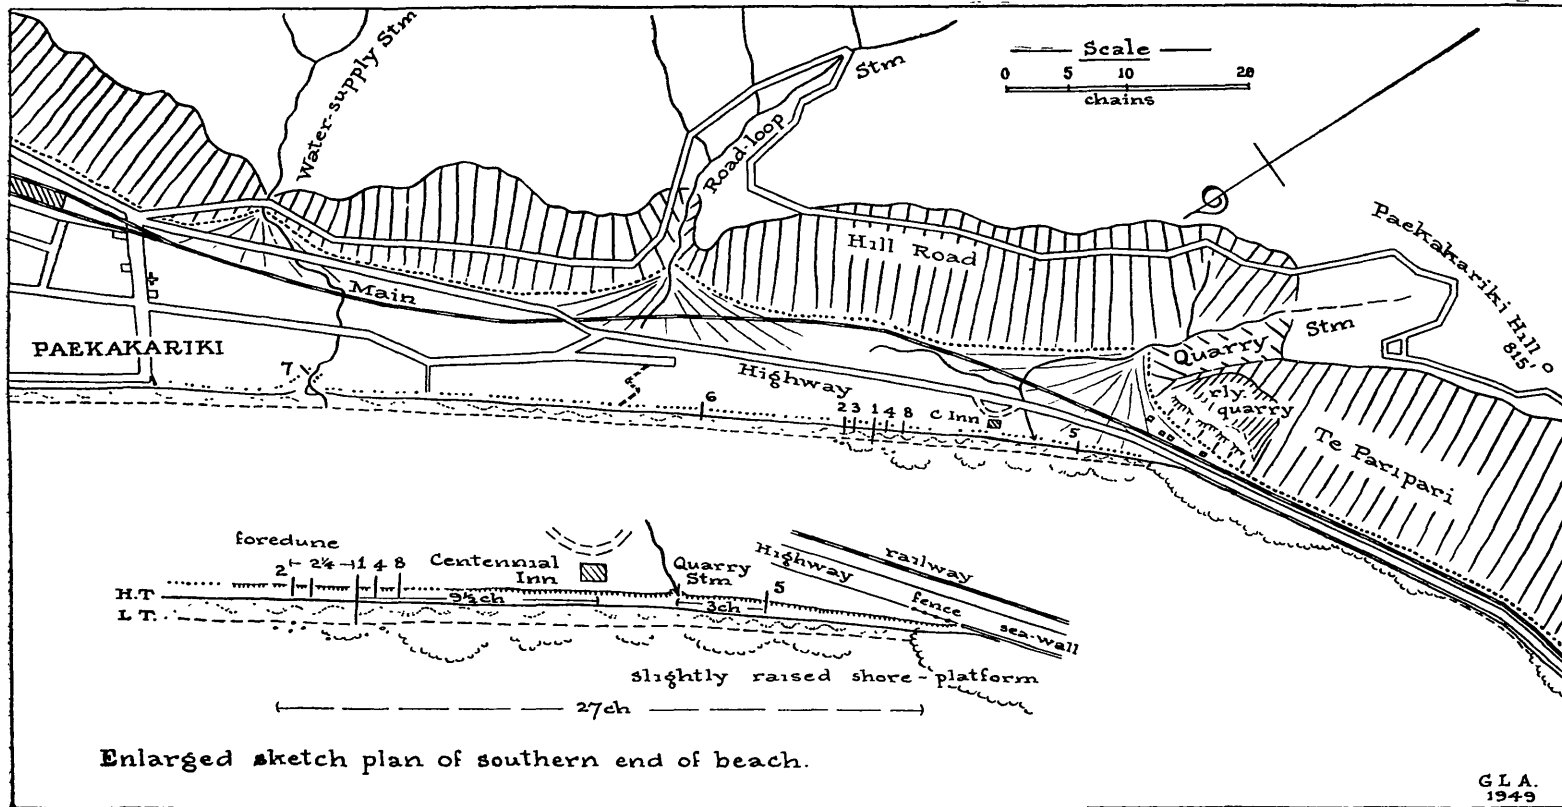 Water-supply Stm
Road-loop
Stm
Scale
0 5 10 20
chains
Hill Road
Paekakariki Hill
815'
Main
Highway
PAEKAKARIKI
7
6
2 3 1 4 8
C Inn
5
Quarry
Stm
rly.
quarry
Te Paripari
foredune
2 2¼ 1 4 8
Centennial
Inn
Quarry
Stm
5
Highway
railway
fence
sea-wall
H.T
L T.
9½ch
3ch
slightly raised shore-platform
27ch
Enlarged sketch plan of southern end of beach.
G L A.
1949